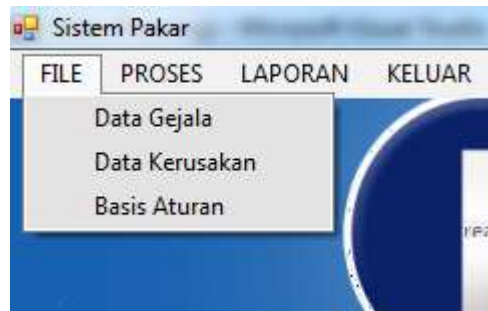 Sistem Pakar
FILE PROSES LAPORAN KELUAR
Data Gejala
Data Kerusakan
Basis Aturan